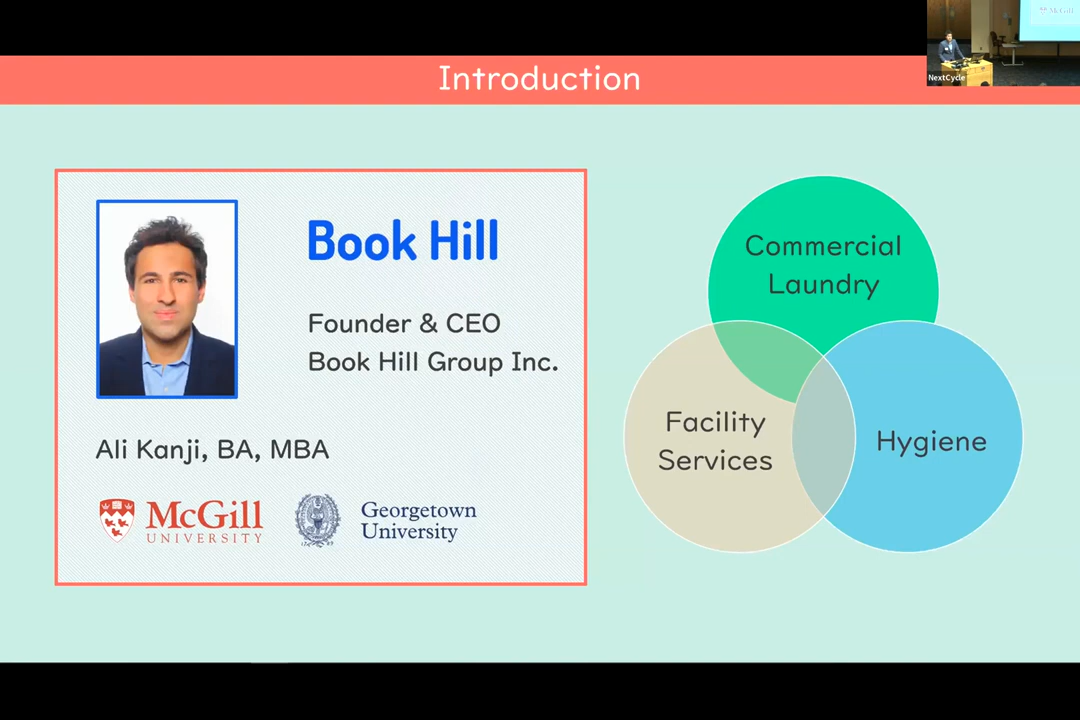 Introduction
McGill
NextCycle
Book Hill
Founder & CEO
Book Hill Group Inc.
Ali Kanji, BA, MBA
McGill
UNIVERSITY
Georgetown
University
Commercial
Laundry
Facility
Services
Hygiene